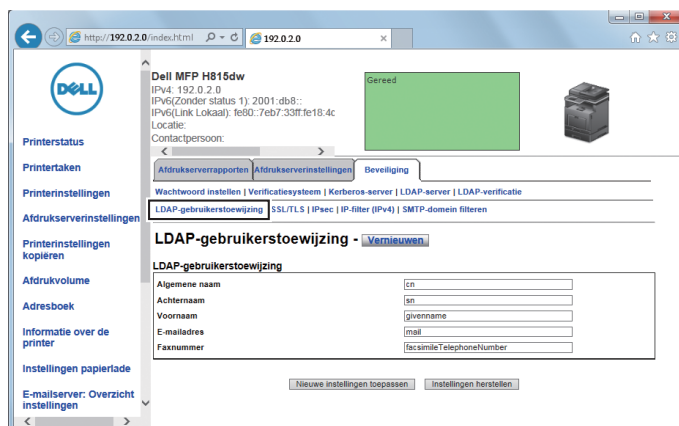 http://192.0.2.0/index.html
192.0.2.0
DELL
Printerstatus
Printertaken
Printerinstellingen
Afdrukserverinstellingen
Printerinstellingen
kopiëren
Afdrukvolume
Adresboek
Informatie over de
printer
Instellingen papierlade
E-mailserver: Overzicht
instellingen
Dell MFP H815dw
IPv4: 192.0.2.0
IPv6(Zonder status 1): 2001:db8::
IPv6(Link Lokaal): fe80::7eb7:33ff:fe18:4c
Locatie:
Contactpersoon:
Gereed
Afdrukserverrapporten Afdrukserverinstellingen Beveiliging
Wachtwoord instellen | Verificatiesysteem | Kerberos-server | LDAP-server | LDAP-verificatie
LDAP-gebruikerstoewijzing SSL/TLS | IPsec | IP-filter (IPv4) | SMTP-domein filteren
LDAP-gebruikerstoewijzing - Vernieuwen
LDAP-gebruikerstoewijzing
Algemene naam cn
Achternaam sn
Voornaam givenname
E-mailadres mail
Faxnummer facsimileTelephoneNumber
Nieuwe instellingen toepassen Instellingen herstellen